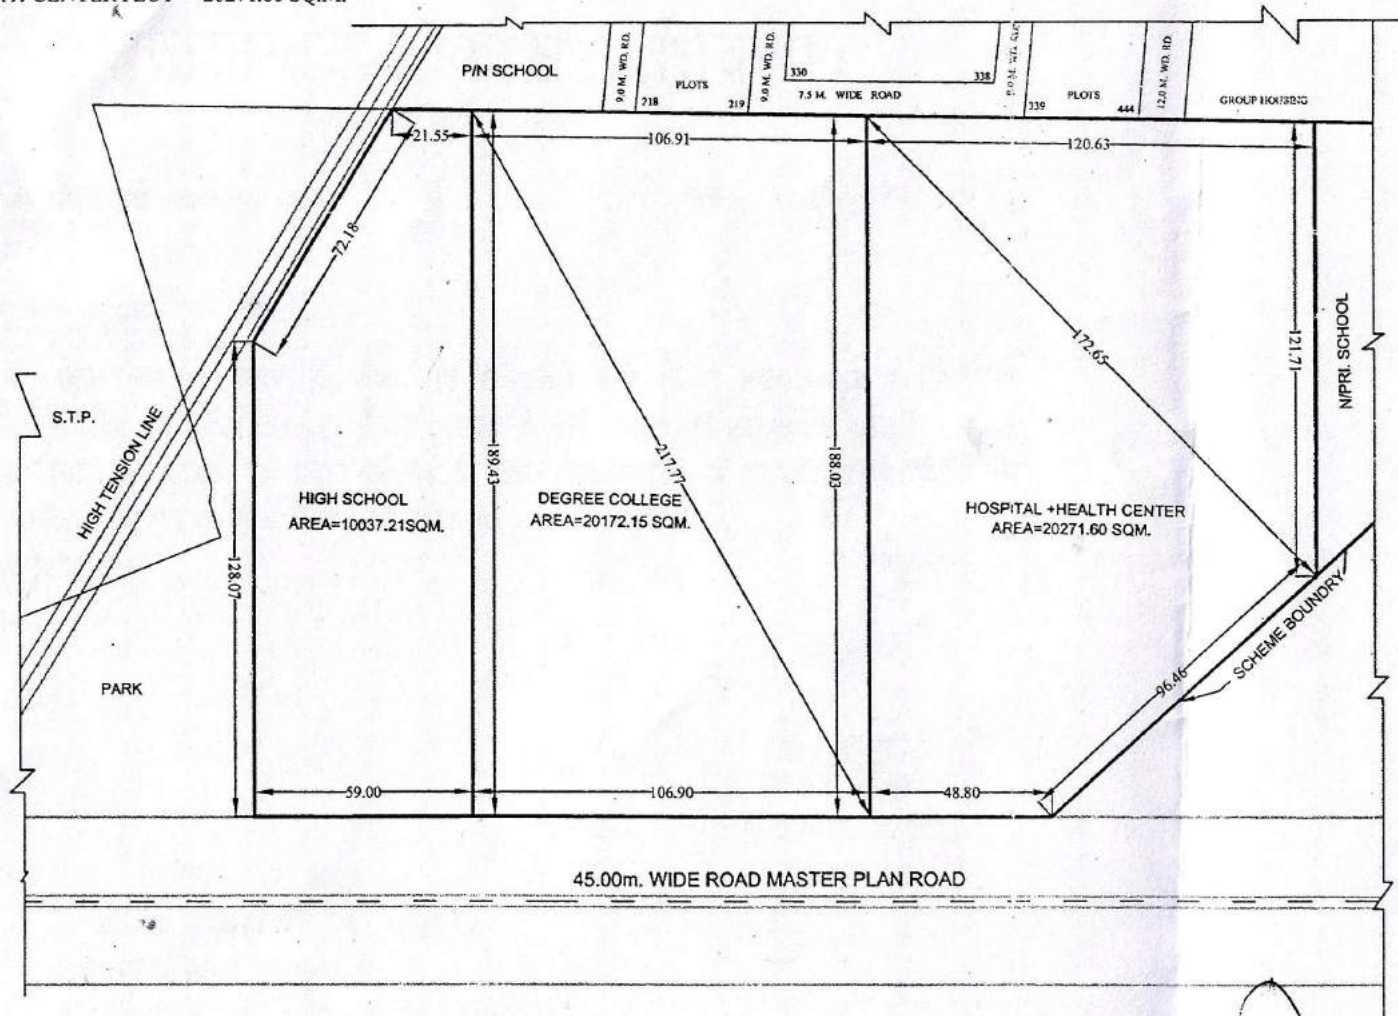 P/N SCHOOL
9.0 M. WD. RD.
PLOTS
218
219
9.0 M. WD. RD.
330
338
7.5 M. WIDE ROAD
339
PLOTS
444
12.0 M. WD. RD.
GROUP HOUSING
21.55
106.91
120.63
72.18
172.65
121.71
N/PRI. SCHOOL
S.T.P.
HIGH TENSION LINE
189.43
2117.77
188.03
HIGH SCHOOL
AREA=10037.21SQM.
DEGREE COLLEGE
AREA=20172.15 SQM.
HOSPITAL +HEALTH CENTER
AREA=20271.60 SQM.
128.07
SCHEME BOUNDRY
PARK
96.46
59.00
106.90
48.80
45.00m. WIDE ROAD MASTER PLAN ROAD